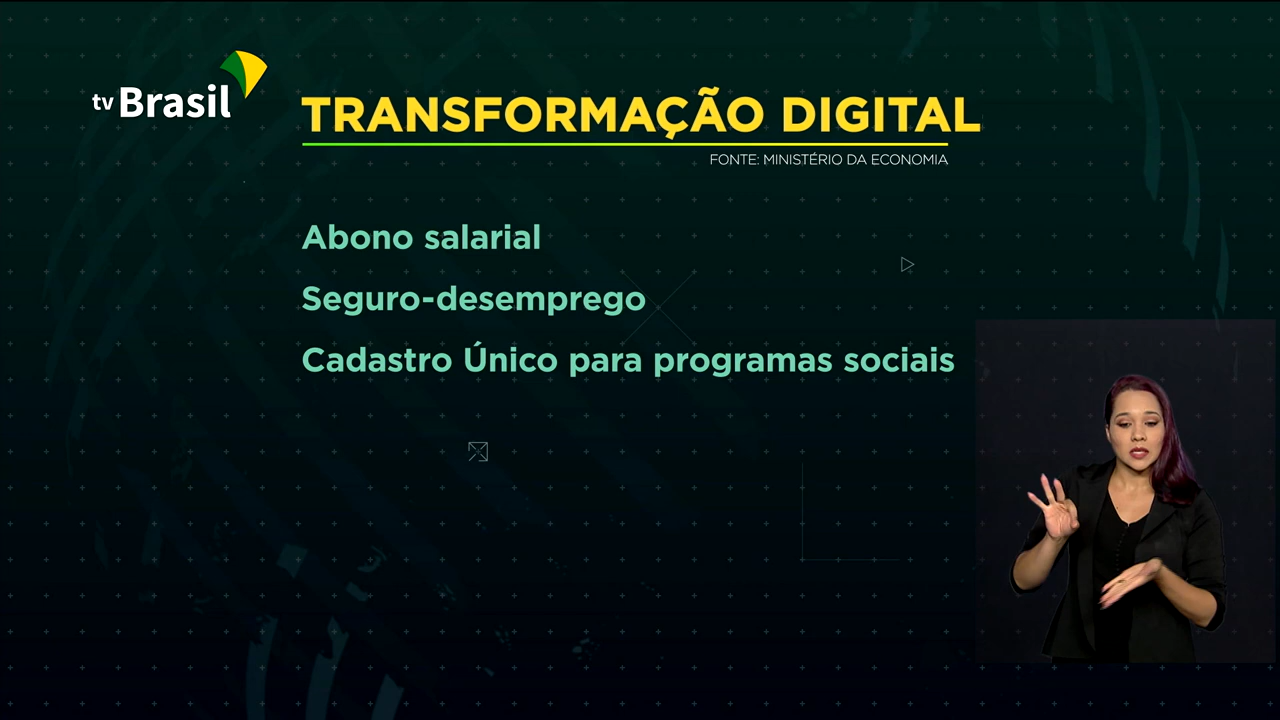 tv Brasil
TRANSFORMAÇÃO DIGITAL
FONTE: MINISTÉRIO DA ECONOMIA
Abono salarial
Seguro-desemprego
Cadastro Único para programas sociais